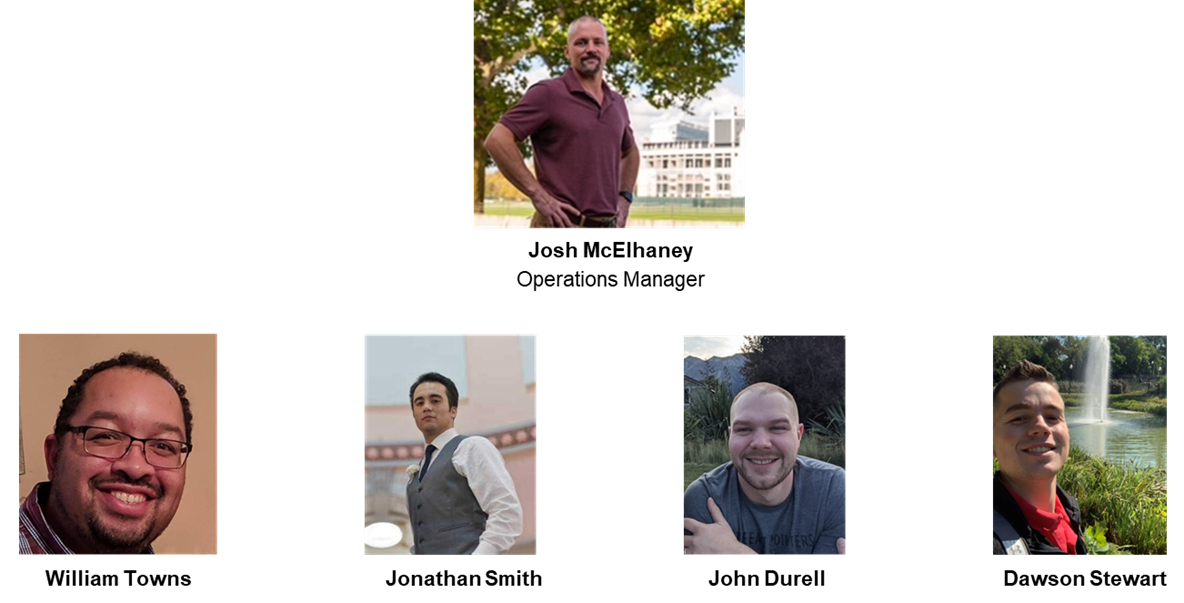 Josh McElhaney
Operations Manager
William Towns
Jonathan Smith
John Durell
Dawson Stewart